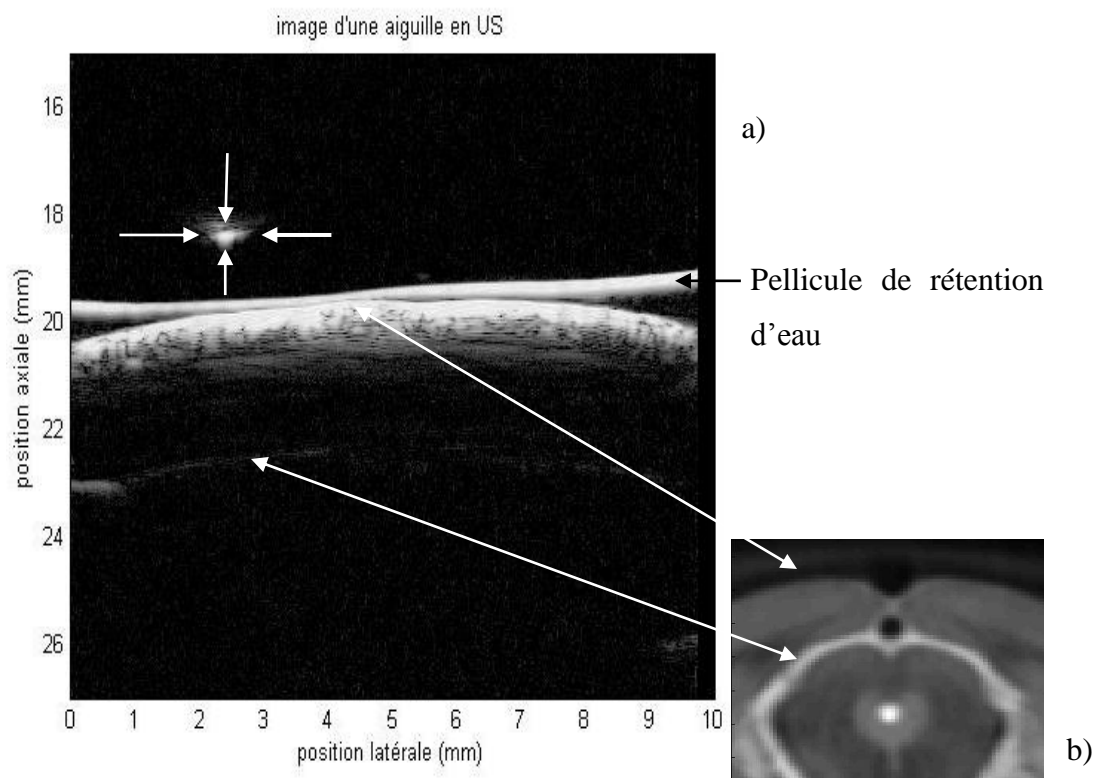 image d'une aiguille en US
a)
16
18
20
22
24
26
position axiale (mm)
Pellicule de rétention
d’eau
0 1 2 3 4 5 6 7 8 9 10
position latérale (mm)
b)